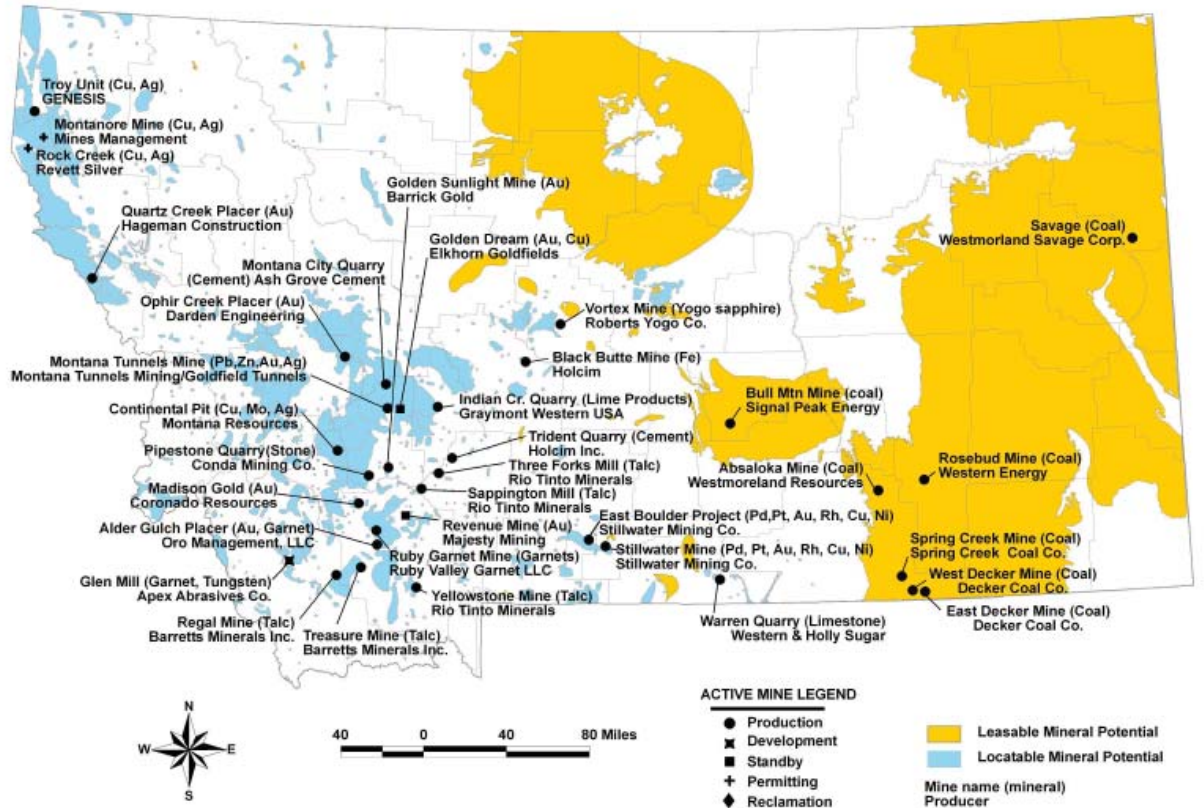 Troy Unit (Cu, Ag)
GENESIS
Montanore Mine (Cu, Ag)
Mines Management
Rock Creek (Cu, Ag)
Revett Silver
Quartz Creek Placer (Au)
Hageman Construction
Golden Sunlight Mine (Au)
Barrick Gold
Golden Dream (Au, Cu)
Elkhorn Goldfields
Montana City Quarry
(Cement) Ash Grove Cement
Ophir Creek Placer (Au)
Darden Engineering
Montana Tunnels Mine (Pb,Zn,Au,Ag)
Montana Tunnels Mining/Goldfield Tunnels
Continental Pit (Cu, Mo, Ag)
Montana Resources
Pipestone Quarry(Stone)
Conda Mining Co.
Madison Gold (Au)
Coronado Resources
Alder Gulch Placer (Au, Garnet)
Oro Management, LLC
Glen Mill (Garnet, Tungsten)
Apex Abrasives Co.
Regal Mine (Talc)
Barretts Minerals Inc.
Treasure Mine (Talc)
Barretts Minerals Inc.
Savage (Coal)
Westmorland Savage Corp.
Vortex Mine (Yogo sapphire)
Roberts Yogo Co.
Black Butte Mine (Fe)
Holcim
Indian Cr. Quarry (Lime Products)
Graymont Western USA
Trident Quarry (Cement)
Holcim Inc.
Three Forks Mill (Talc)
Rio Tinto Minerals
Sappington Mill (Talc)
Rio Tinto Minerals
Revenue Mine (Au)
Majesty Mining
Ruby Garnet Mine (Garnets)
Ruby Valley Garnet LLC
Yellowstone Mine (Talc)
Rio Tinto Minerals
Bull Mtn Mine (coal)
Signal Peak Energy
Absaloka Mine (Coal)
Westmoreland Resources
Rosebud Mine (Coal)
Western Energy
East Boulder Project (Pd,Pt, Au, Rh, Cu, Ni)
Stillwater Mining Co.
Stillwater Mine (Pd, Pt, Au, Rh, Cu, Ni)
Stillwater Mining Co.
Spring Creek Mine (Coal)
Spring Creek Coal Co.
West Decker Mine (Coal)
Decker Coal Co.
East Decker Mine (Coal)
Decker Coal Co.
Warren Quarry (Limestone)
Western & Holly Sugar
N
W E
S
40 0 40 80 Miles
ACTIVE MINE LEGEND
Production
Development
Standby
Permitting
Reclamation
Leasable Mineral Potential
Locatable Mineral Potential
Mine name (mineral)
Producer